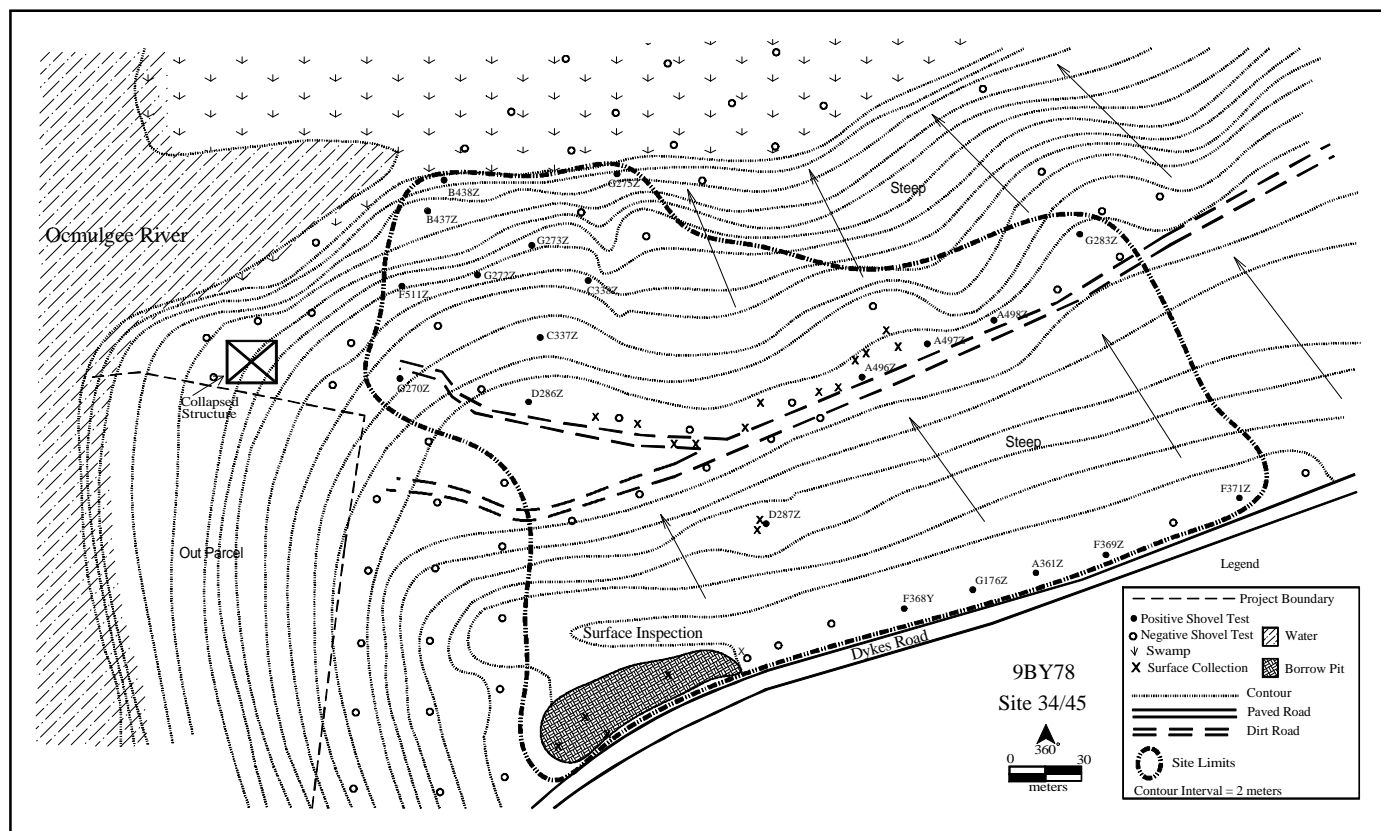 Steep
B438Z
G275Z
B437Z
Ocmulgee River
G273Z
G283Z
G272Z
C338Z
F511Z
A498Z
C337Z
A497Z
A496Z
G270Z
Collapsed
Structure
D286Z
Steep
F371Z
D287Z
Out Parcel
F369Z
A361Z
G176Z
F368Y
Surface Inspection
Dykes Road
9BY78
Site 34/45
360°
0
30
meters
Legend
Project Boundary
Positive Shovel Test
Negative Shovel Test
Water
Swamp
Surface Collection
Borrow Pit
Contour
Paved Road
Dirt Road
Site Limits
Contour Interval = 2 meters